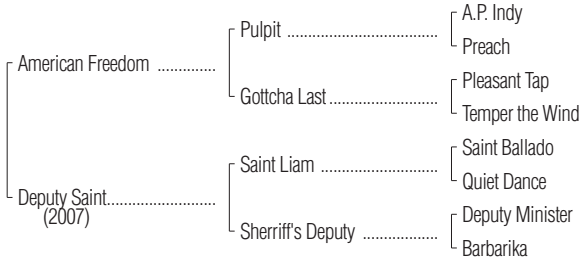 A.P. Indy
Pulpit ..............................
Preach
American Freedom ..............
Pleasant Tap
Gottcha Last......................
Temper the Wind
Saint Ballado
Saint Liam ........................
Quiet Dance
Deputy Saint......................
(2007)
Deputy Minister
Sherriff's Deputy ...............
Barbarika